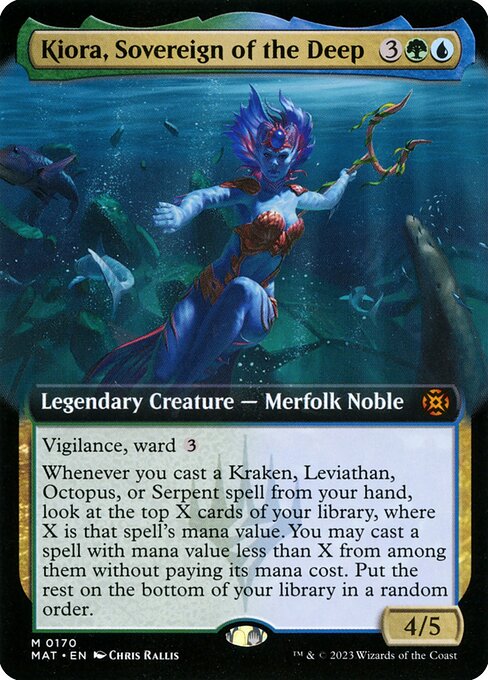 Kiora, Sovereign of the Deep 3
Legendary Creature — Merfolk Noble
Vigilance, ward 3
Whenever you cast a Kraken, Leviathan,
Octopus, or Serpent spell from your hand,
look at the top X cards of your library, where
X is that spell's mana value. You may cast a
spell with mana value less than X from among
them without paying its mana cost. Put the
rest on the bottom of your library in a random
order.
4/5
M 0170
MAT • EN Chris Rallis
™ & © 2023 Wizards of the Coast